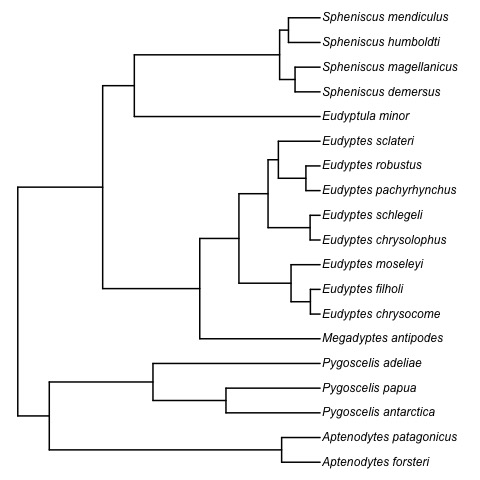 Spheniscus mendiculus
Spheniscus humboldti
Spheniscus magellanicus
Spheniscus demersus
Eudyptula minor
Eudyptes sclateri
Eudyptes robustus
Eudyptes pachyrhynchus
Eudyptes schlegeli
Eudyptes chrysolophus
Eudyptes moseleyi
Eudyptes filholi
Eudyptes chrysocome
Megadyptes antipodes
Pygoscelis adeliae
Pygoscelis papua
Pygoscelis antarctica
Aptenodytes patagonicus
Aptenodytes forsteri